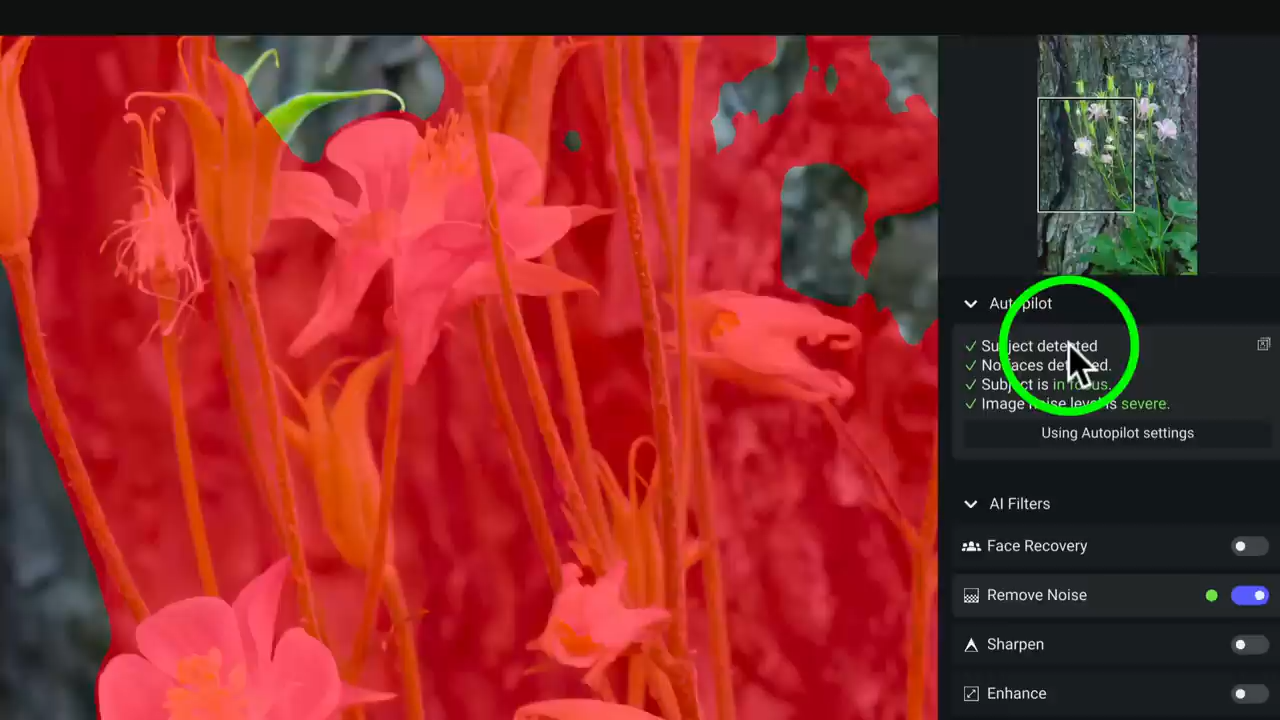 Autopilot
Subject detected
No faces detected.
Subject is in focus.
Image noise level is severe.
Using Autopilot settings
AI Filters
Face Recovery
Remove Noise
Sharpen
Enhance